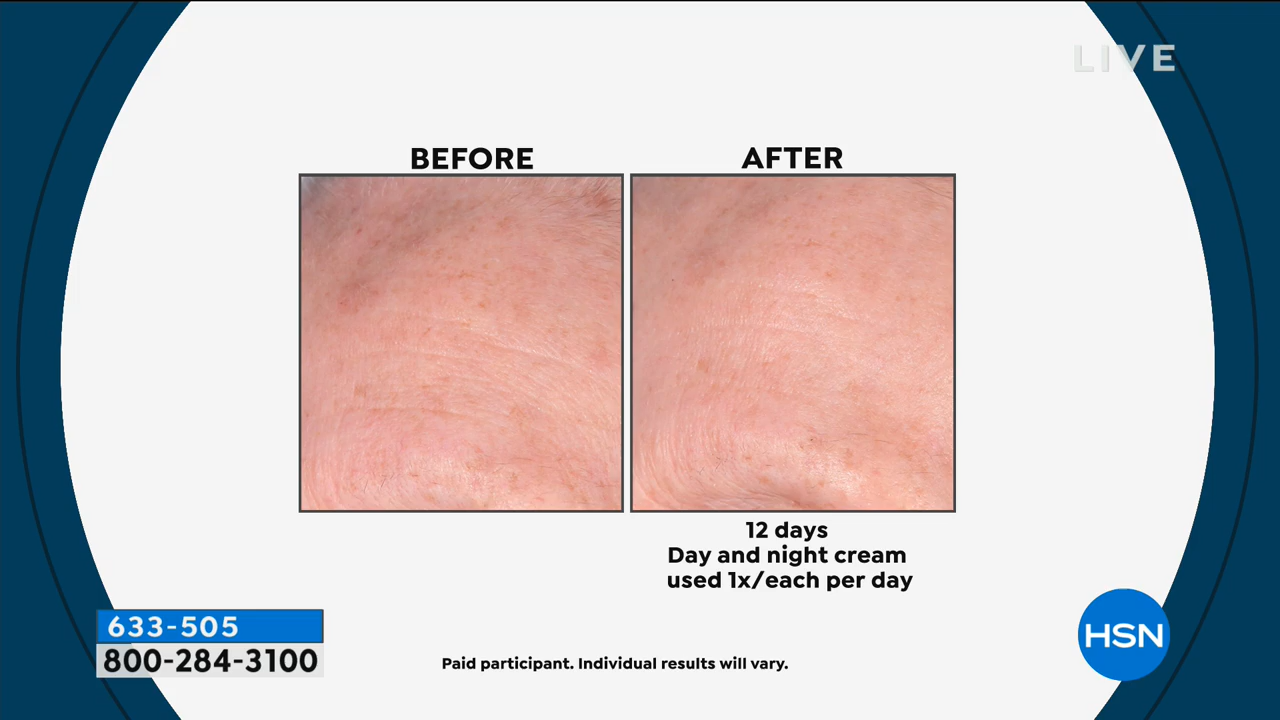 LIVE
BEFORE
AFTER
12 days
Day and night cream
used 1x/each per day
633-505
800-284-3100
HSN
Paid participant. Individual results will vary.